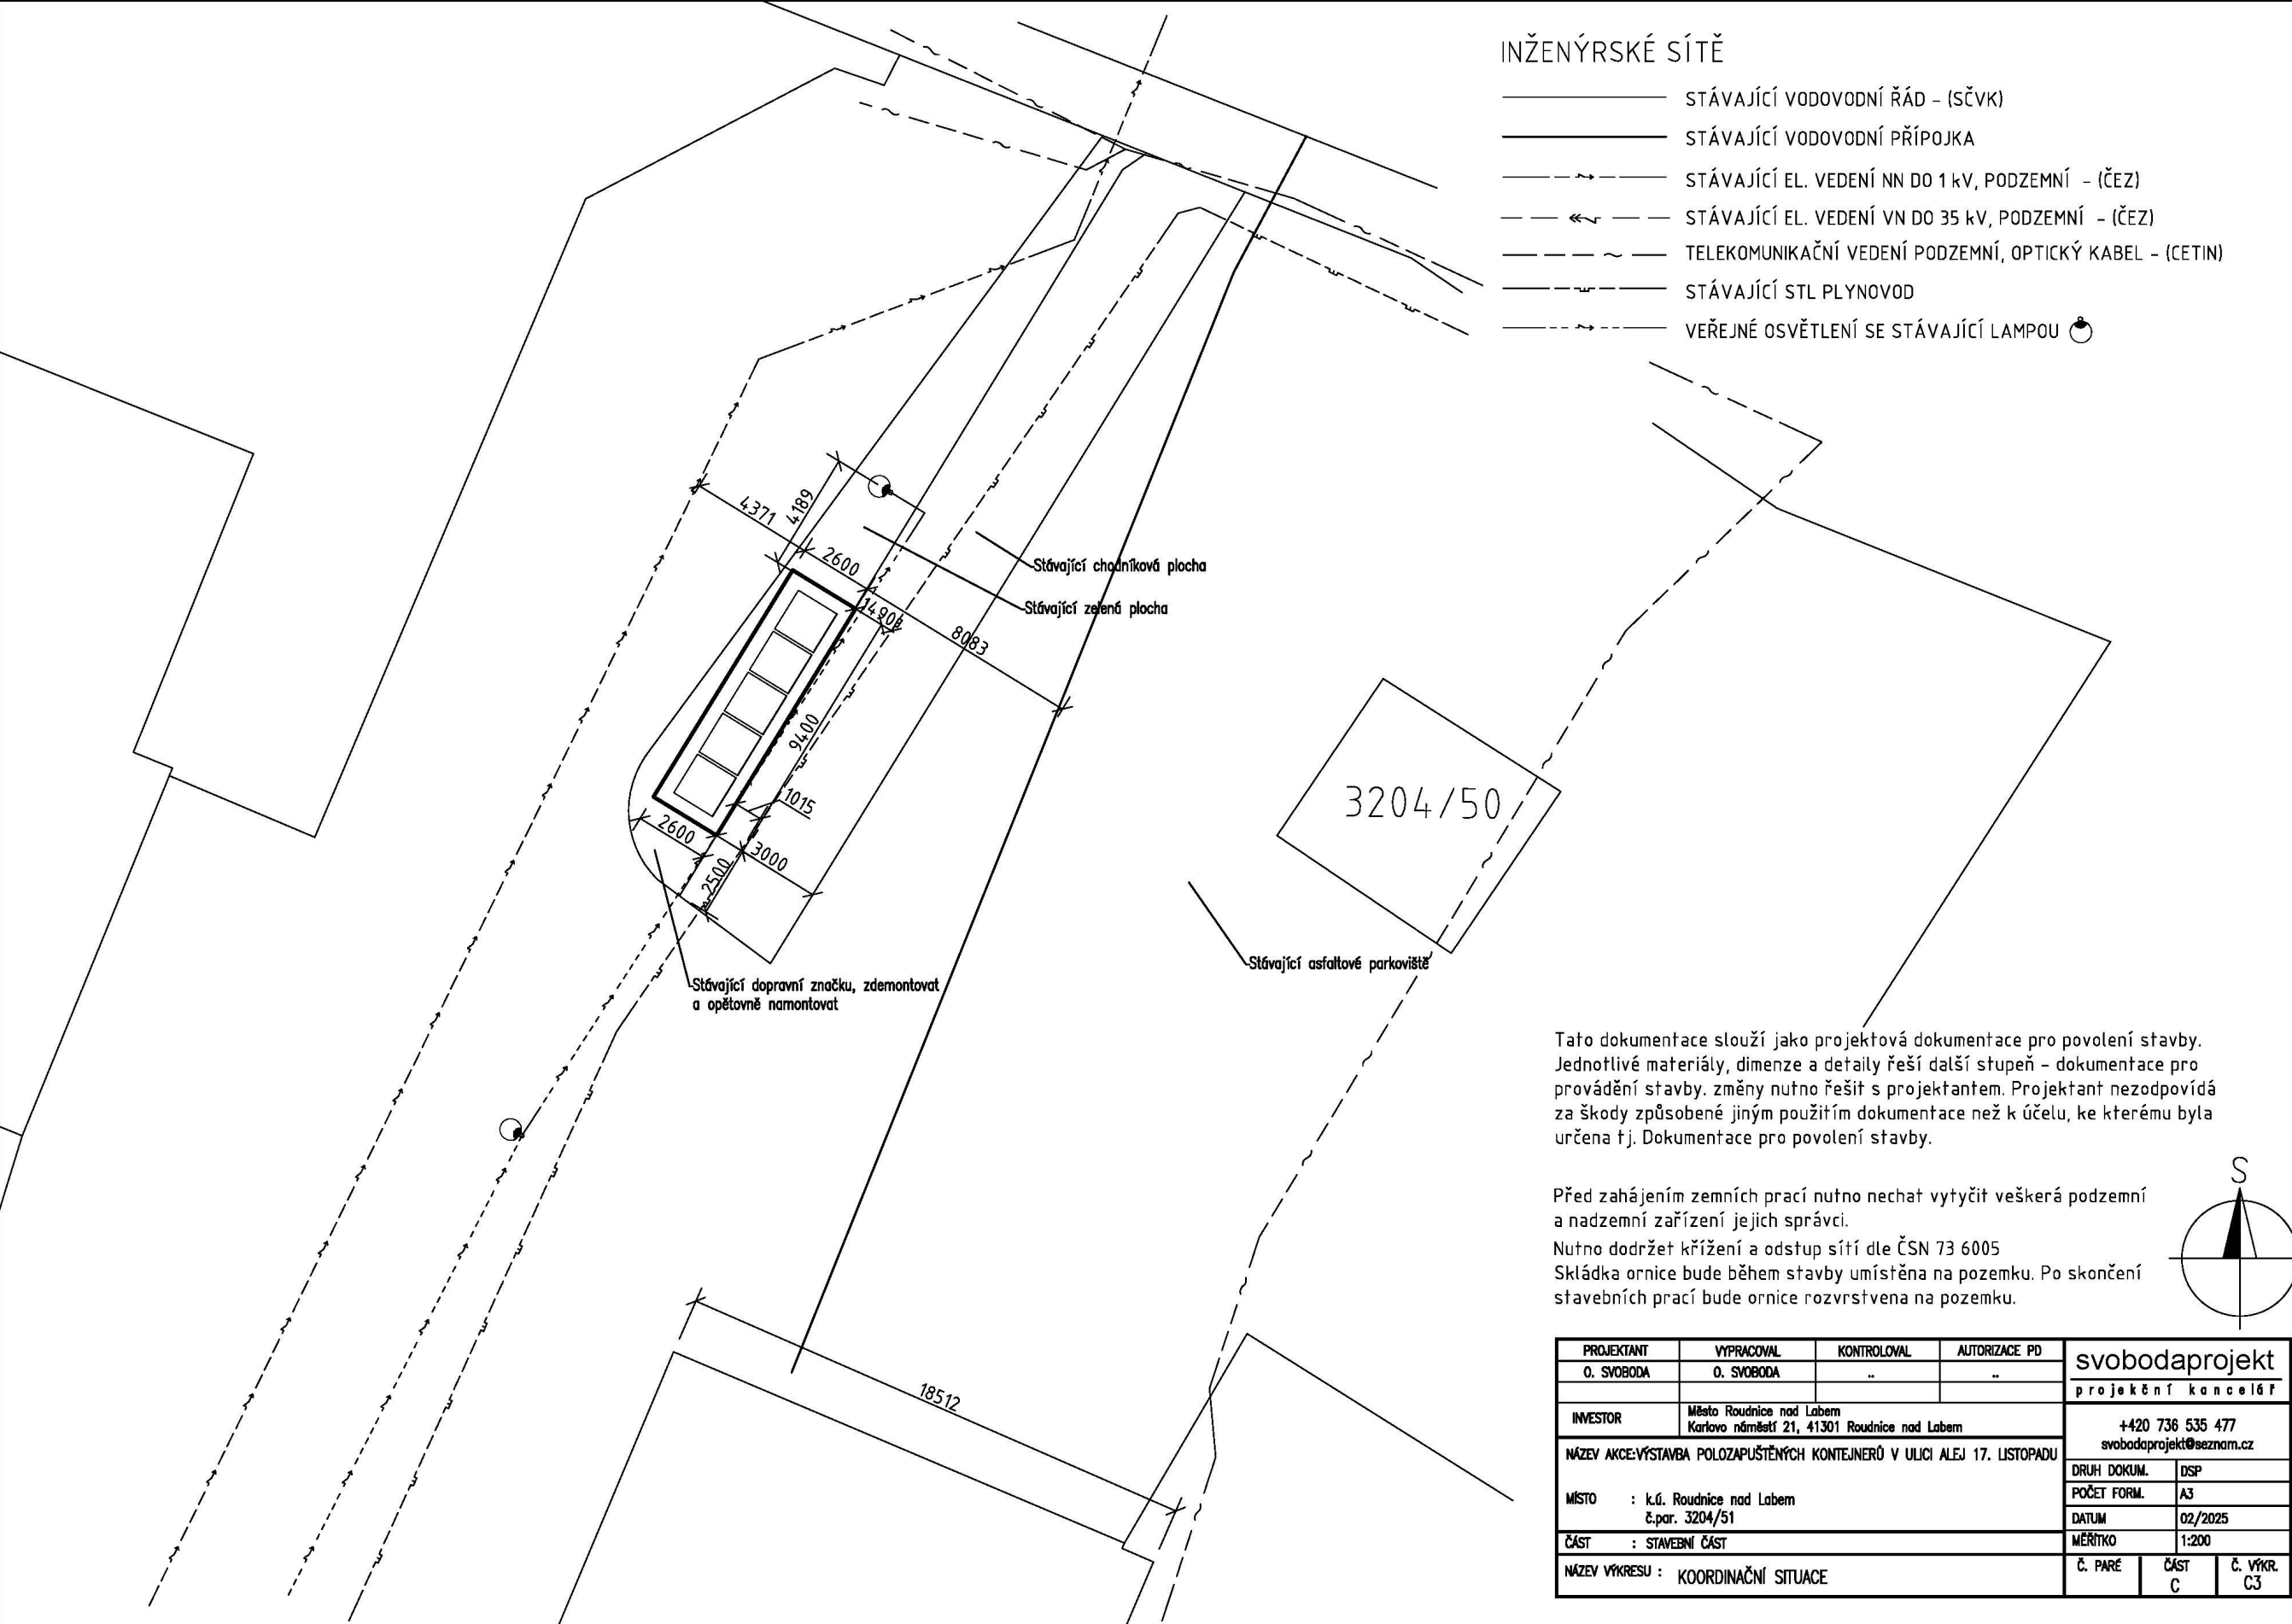 INŽENÝRSKÉ SÍTĚ
STÁVAJÍCÍ VODOVODNÍ ŘÁD - (SČVK)
STÁVAJÍCÍ VODOVODNÍ PŘÍPOJKA
STÁVAJÍCÍ EL. VEDENÍ NN DO 1 kV, PODZEMNÍ - (ČEZ)
STÁVAJÍCÍ EL. VEDENÍ VN DO 35 kV, PODZEMNÍ - (ČEZ)
TELEKOMUNIKAČNÍ VEDENÍ PODZEMNÍ, OPTICKÝ KABEL - (CETIN)
STÁVAJÍCÍ STL PLYNOVOD
VEŘEJNÉ OSVĚTLENÍ SE STÁVAJÍCÍ LAMPOU
4371
4189
2600
Stávající chodníková plocha
Stávající zelená plocha
8083
9400
1015
2600
3000
2500
3204/50
Stávající asfaltové parkoviště
Stávající dopravní značku, zdemontovat
a opětovně namontovat
18512
Tato dokumentace slouží jako projektová dokumentace pro povolení stavby.
Jednotlivé materiály, dimenze a detaily řeší další stupeň - dokumentace pro
provádění stavby. změny nutno řešit s projektantem. Projektant nezodpovídá
za škody způsobené jiným použitím dokumentace než k účelu, ke kterému byla
určena tj. Dokumentace pro povolení stavby.
S
Před zahájením zemních prací nutno nechat vytyčit veškerá podzemní
a nadzemní zařízení jejich správci.
Nutno dodržet křížení a odstup sítí dle ČSN 73 6005
Skládka ornice bude během stavby umístěna na pozemku. Po skončení
stavebních prací bude ornice rozvrstvena na pozemku.
PROJEKTANT VYPRACOVAL KONTROLOVAL AUTORIZACE PD
O. SVOBODA O. SVOBODA .. ..
svobodaprojekt
projekční kancelář
INVESTOR
Město Roudnice nad Labem
Karlovo náměstí 21, 41301 Roudnice nad Labem
+420 736 535 477
svobodaprojekt@seznam.cz
NÁZEV AKCE:VÝSTAVBA POLOZAPUŠTĚNÝCH KONTEJNERŮ V ULICI ALEJ 17. LISTOPADU
DRUH DOKUM. DSP
POČET FORM. A3
MÍSTO : k.ú. Roudnice nad Labem
č.par. 3204/51
DATUM 02/2025
ČÁST : STAVEBNÍ ČÁST
MĚŘÍTKO 1:200
NÁZEV VÝKRESU : KOORDINAČNÍ SITUACE
Č. PARÉ ČÁST Č. VÝKR.
C C3